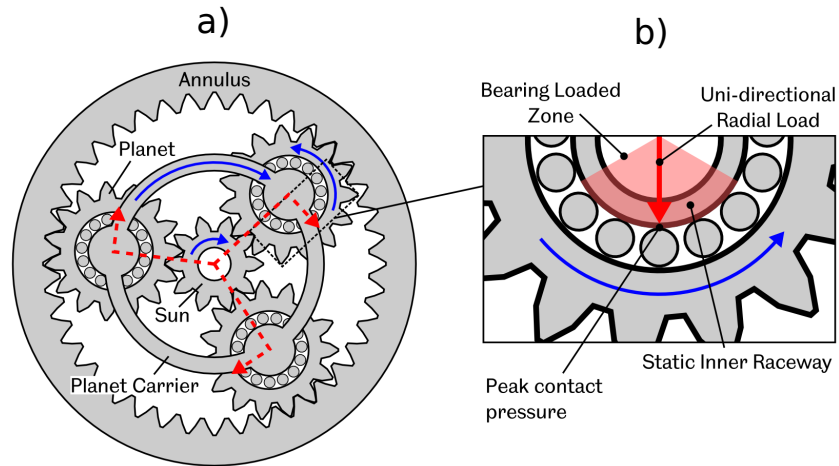 a)
b)
Annulus
Planet
Sun
Planet Carrier
Bearing Loaded
Zone
Uni-directional
Radial Load
Static Inner Raceway
Peak contact
pressure